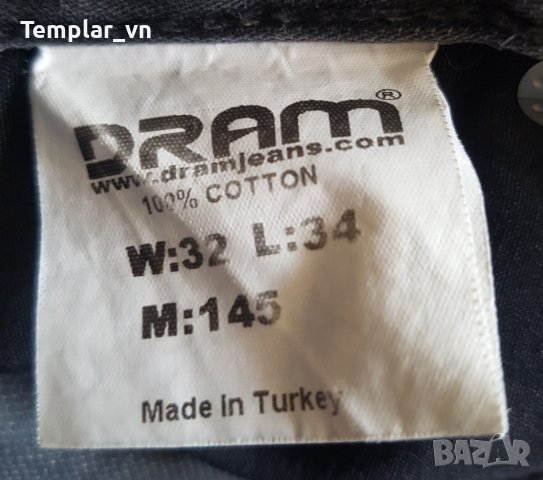 Templar_vn
DRAM®
www.dramjeans.com
100% COTTON
W:32 L:34
M:145
Made in Turkey
BAZAR